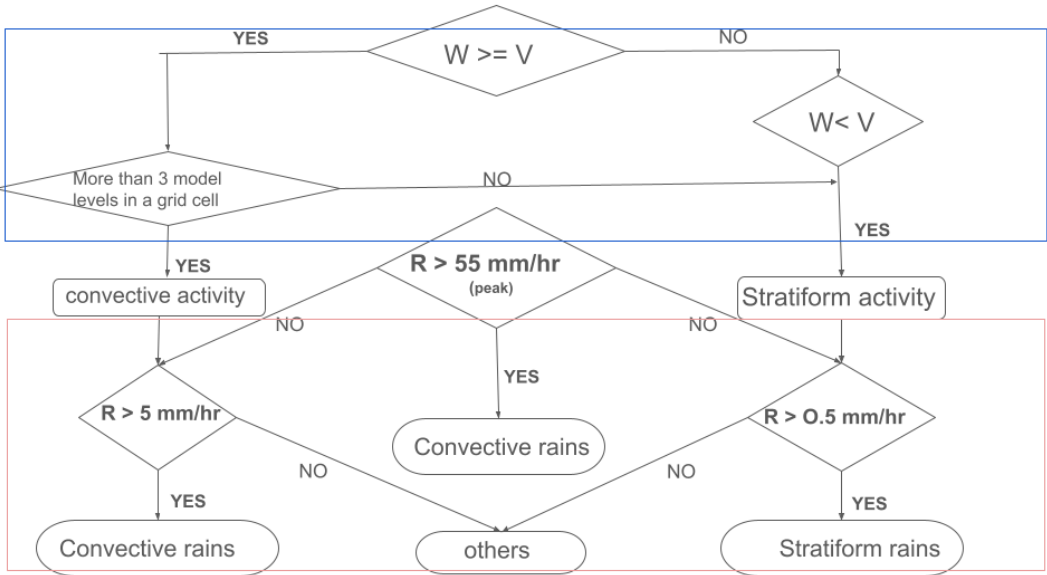 YES
W >= V
NO
W< V
More than 3 model
levels in a grid cell
NO
YES
YES
R > 55 mm/hr
(peak)
convective activity
Stratiform activity
NO
NO
YES
R > 5 mm/hr
R > O.5 mm/hr
Convective rains
NO
NO
YES
YES
Convective rains
others
Stratiform rains